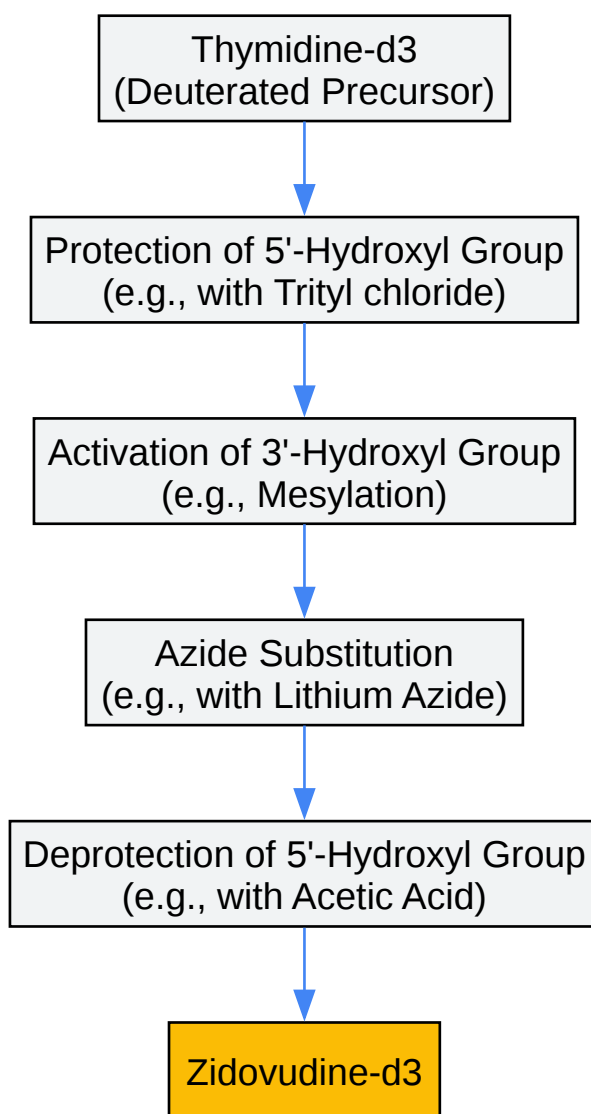 Thymidine-d3
(Deuterated Precursor)
Protection of 5'-Hydroxyl Group
(e.g., with Trityl chloride)
Activation of 3'-Hydroxyl Group
(e.g., Mesylation)
Azide Substitution
(e.g., with Lithium Azide)
Deprotection of 5'-Hydroxyl Group
(e.g., with Acetic Acid)
Zidovudine-d3